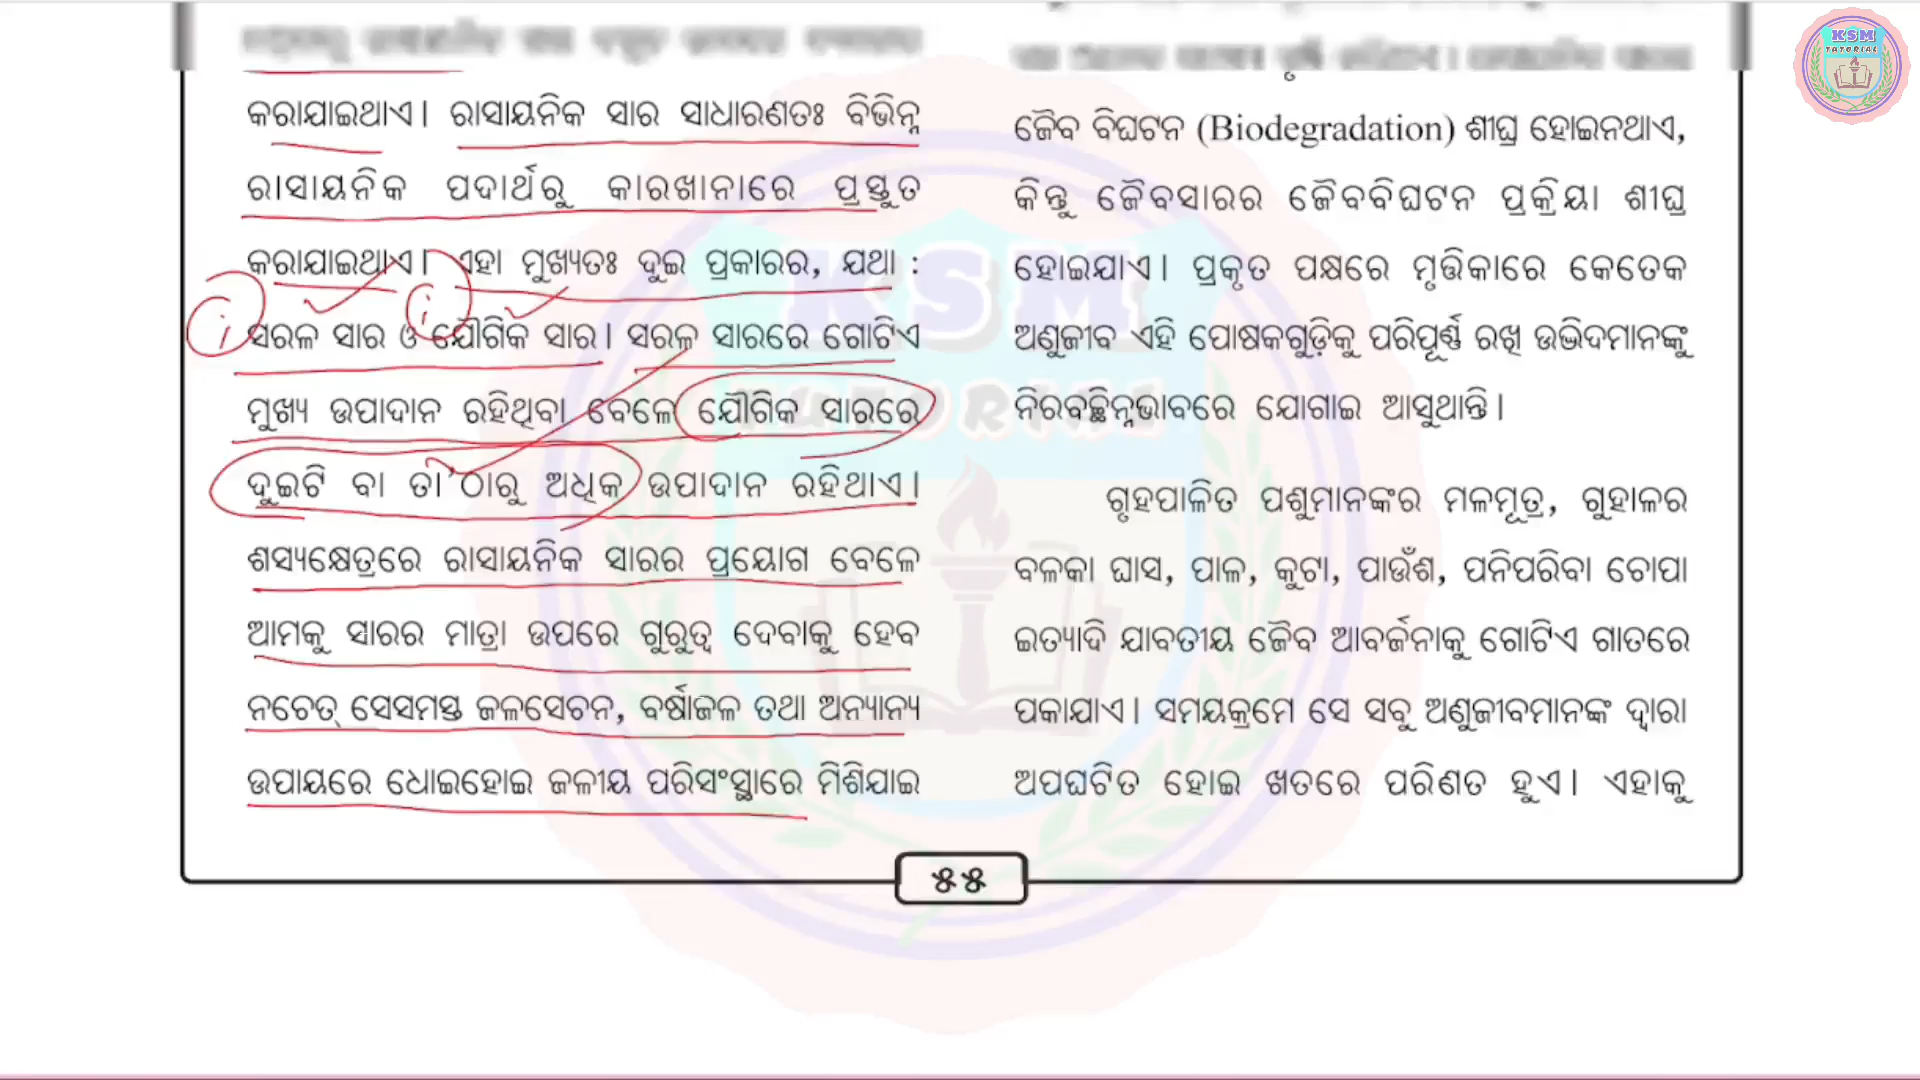 କରାଯାଇଥାଏ। ରାସାୟନିକ ସାର ସାଧାରଣତଃ ବିଭିନ୍ନ
ରାସାୟନିକ ପଦାର୍ଥରୁ କାରଖାନାରେ ପ୍ରସ୍ତୁତ
କରାଯାଇଥାଏ। ଏହା ମୁଖ୍ୟତଃ ଦୁଇ ପ୍ରକାରର, ଯଥା :
ସରଳ ସାର ଓ ଯୌଗିକ ସାର। ସରଳ ସାରରେ ଗୋଟିଏ
ମୁଖ୍ୟ ଉପାଦାନ ରହିଥିବା ବେଳେ ଯୌଗିକ ସାରରେ
ଦୁଇଟି ବା ତା'ଠାରୁ ଅଧିକ ଉପାଦାନ ରହିଥାଏ।
ଶସ୍ୟକ୍ଷେତ୍ରରେ ରାସାୟନିକ ସାରର ପ୍ରୟୋଗ ବେଳେ
ଆମକୁ ସାରର ମାତ୍ରା ଉପରେ ଗୁରୁତ୍ୱ ଦେବାକୁ ହେବ
ନଚେତ୍ ସେସମସ୍ତ ଜଳସେଚନ, ବର୍ଷାଜଳ ତଥା ଅନ୍ୟାନ୍ୟ
ଉପାୟରେ ଧୋଇହୋଇ ଜଳୀୟ ପରିସଂସ୍ଥାରେ ମିଶିଯାଇ
ଜୈବ ବିଘଟନ (Biodegradation) ଶୀଘ୍ର ହୋଇନଥାଏ,
କିନ୍ତୁ ଜୈବସାରର ଜୈବବିଘଟନ ପ୍ରକ୍ରିୟା ଶୀଘ୍ର
ହୋଇଯାଏ। ପ୍ରକୃତ ପକ୍ଷରେ ମୃତ୍ତିକାରେ କେତେକ
ଅଣୁଜୀବ ଏହି ପୋଷକଗୁଡ଼ିକୁ ପରିପୂର୍ଣ୍ଣ ରଖି ଉଦ୍ଭିଦମାନଙ୍କୁ
ନିରବଚ୍ଛିନ୍ନଭାବରେ ଯୋଗାଇ ଆସୁଥାନ୍ତି।
ଗୃହପାଳିତ ପଶୁମାନଙ୍କର ମଳମୂତ୍ର, ଗୁହାଳର
ବଳକା ଘାସ, ପାଳ, କୁଟା, ପାଉଁଶ, ପନିପରିବା ଚୋପା
ଇତ୍ୟାଦି ଯାବତୀୟ ଜୈବ ଆବର୍ଜନାକୁ ଗୋଟିଏ ଗାତରେ
ପକାଯାଏ। ସମୟକ୍ରମେ ସେ ସବୁ ଅଣୁଜୀବମାନଙ୍କ ଦ୍ୱାରା
ଅପଘଟିତ ହୋଇ ଖତରେ ପରିଣତ ହୁଏ। ଏହାକୁ
୫୫
KSM
TATORIAL
KSM